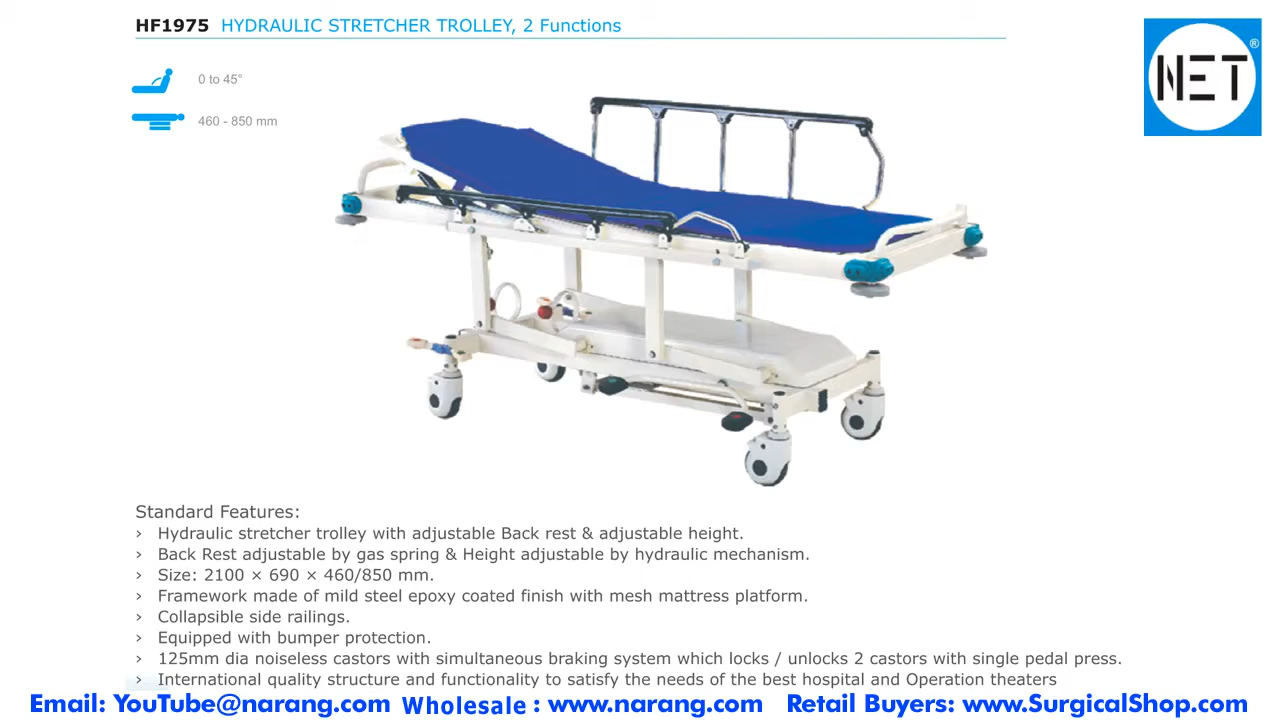 HF1975 HYDRAULIC STRETCHER TROLLEY, 2 Functions
NET®
0 to 45°
460 - 850 mm
Standard Features:
› Hydraulic stretcher trolley with adjustable Back rest & adjustable height.
› Back Rest adjustable by gas spring & Height adjustable by hydraulic mechanism.
› Size: 2100 × 690 × 460/850 mm.
› Framework made of mild steel epoxy coated finish with mesh mattress platform.
› Collapsible side railings.
› Equipped with bumper protection.
› 125mm dia noiseless castors with simultaneous braking system which locks / unlocks 2 castors with single pedal press.
› International quality structure and functionality to satisfy the needs of the best hospital and Operation theaters
Email: YouTube@narang.com Wholesale : www.narang.com Retail Buyers: www.SurgicalShop.com